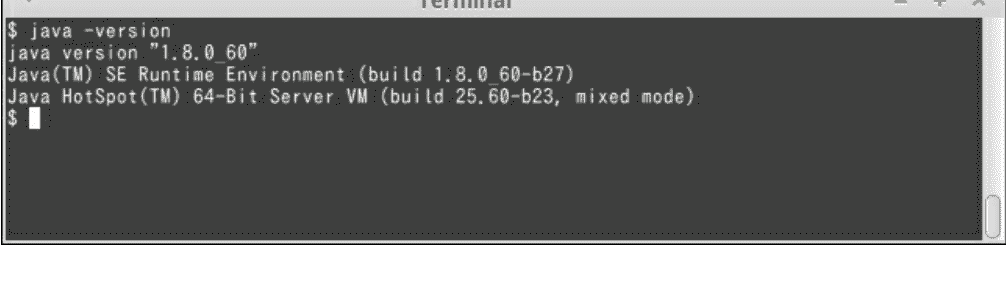 Terminal
$ java -version
java version "1.8.0_60"
Java(TM) SE Runtime Environment (build 1.8.0_60-b27)
Java HotSpot(TM) 64-Bit Server VM (build 25.60-b23, mixed mode)
$